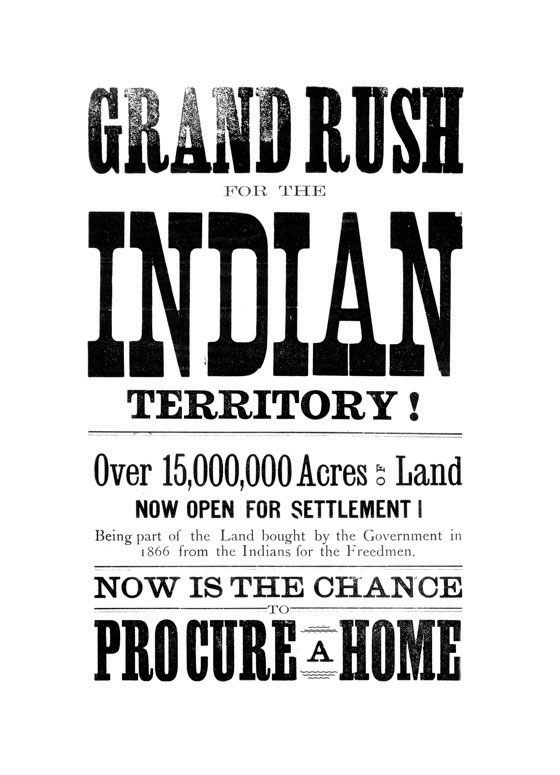 GRAND RUSH
FOR THE
INDIAN
TERRITORY!
Over 15,000,000 Acres OF Land
NOW OPEN FOR SETTLEMENT!
Being part of the Land bought by the Government in
1866 from the Indians for the Freedmen.
NOW IS THE CHANCE
TO
PROCURE A HOME